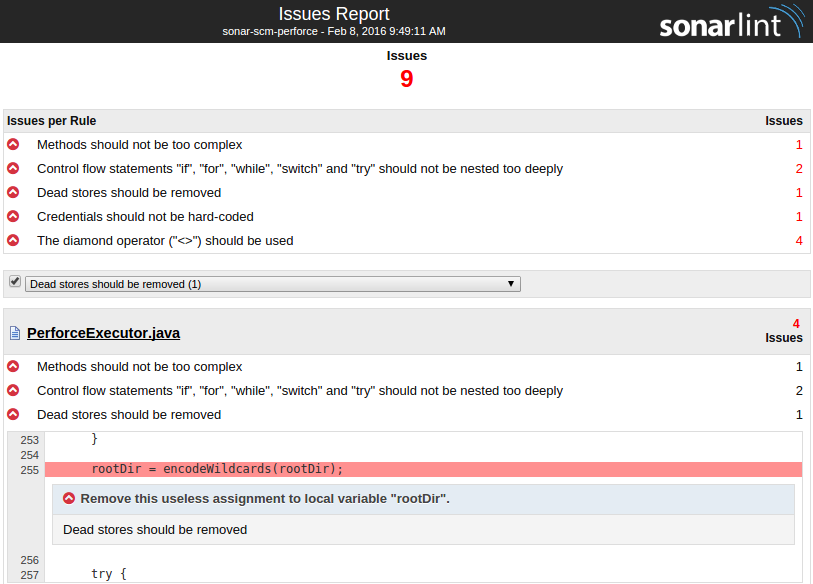 Issues Report
sonar-scm-perforce - Feb 8, 2016 9:49:11 AM
sonarlint
Issues
9
Issues per Rule Issues
Methods should not be too complex 1
Control flow statements "if", "for", "while", "switch" and "try" should not be nested too deeply 2
Dead stores should be removed 1
Credentials should not be hard-coded 1
The diamond operator ("<>") should be used 4
Dead stores should be removed (1)
PerforceExecutor.java 4
Issues
Methods should not be too complex 1
Control flow statements "if", "for", "while", "switch" and "try" should not be nested too deeply 2
Dead stores should be removed 1
253 }
254
255 rootDir = encodeWildcards(rootDir);
Remove this useless assignment to local variable "rootDir".
Dead stores should be removed
256
257 try {